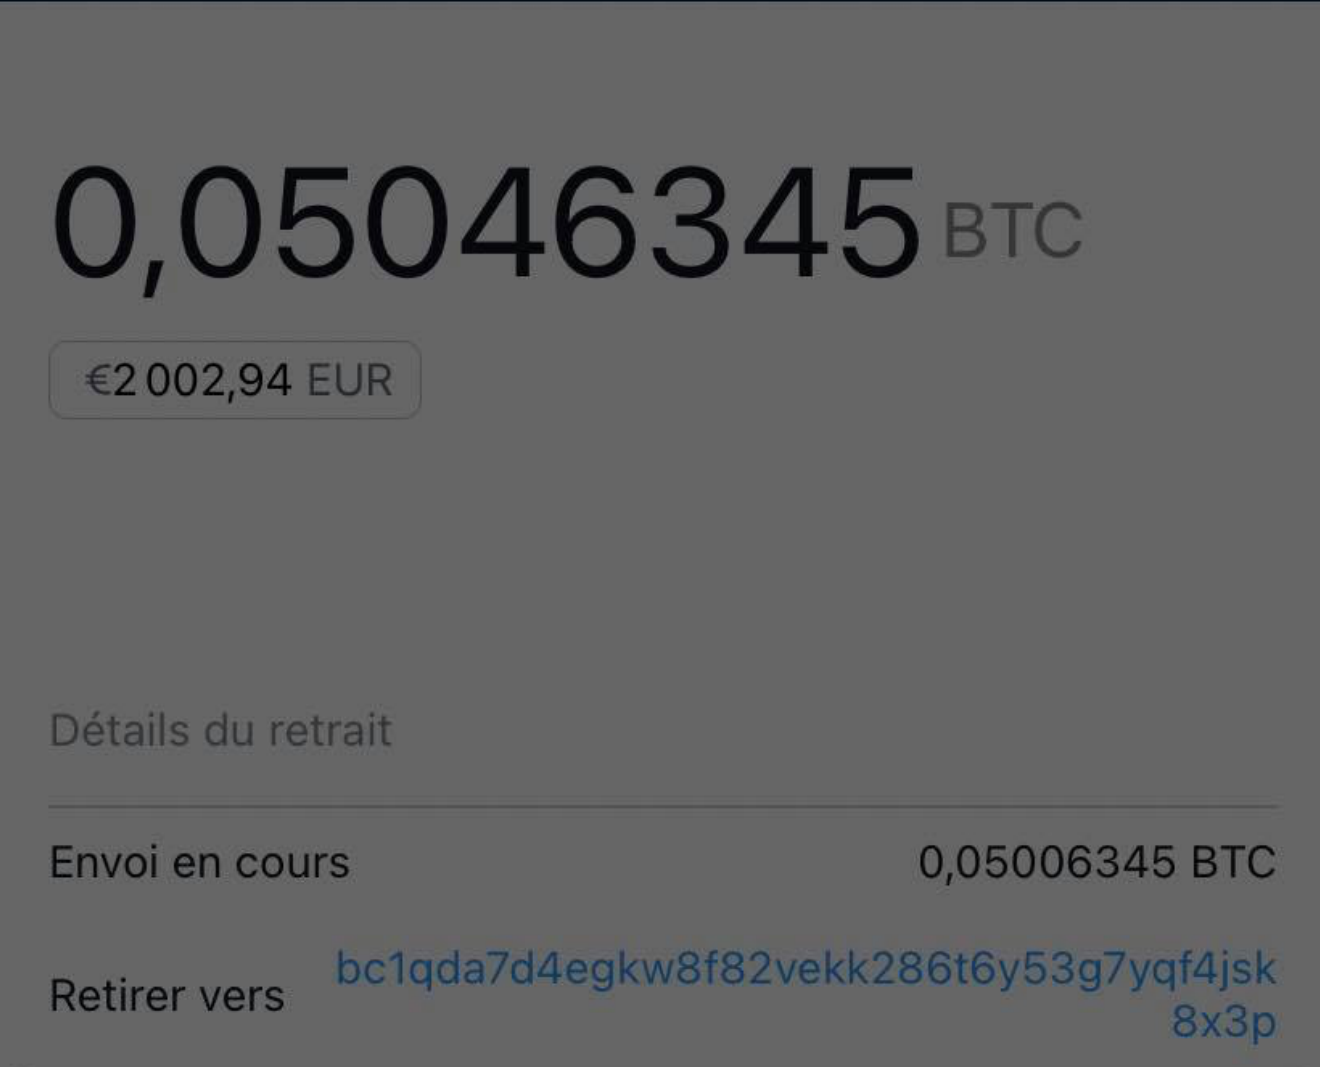 0,05046345 BTC
€2 002,94 EUR
Détails du retrait
Envoi en cours 0,05006345 BTC
Retirer vers bc1qda7d4egkw8f82vekk286t6y53g7yqf4jsk
8x3p